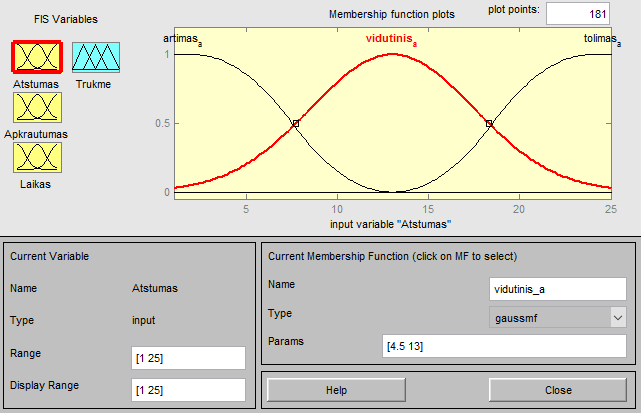 FIS Variables
Atstumas
Trukme
Apkrautumas
Laikas
Membership function plots
plot points:
181
artimas_a
vidutinis_a
tolimas_a
1
0.5
0
5
10
15
20
25
input variable "Atstumas"
Current Variable
Name
Atstumas
Type
input
Range
[1 25]
Display Range
[1 25]
Current Membership Function (click on MF to select)
Name
vidutinis_a
Type
gaussmf
Params
[4.5 13]
Help
Close